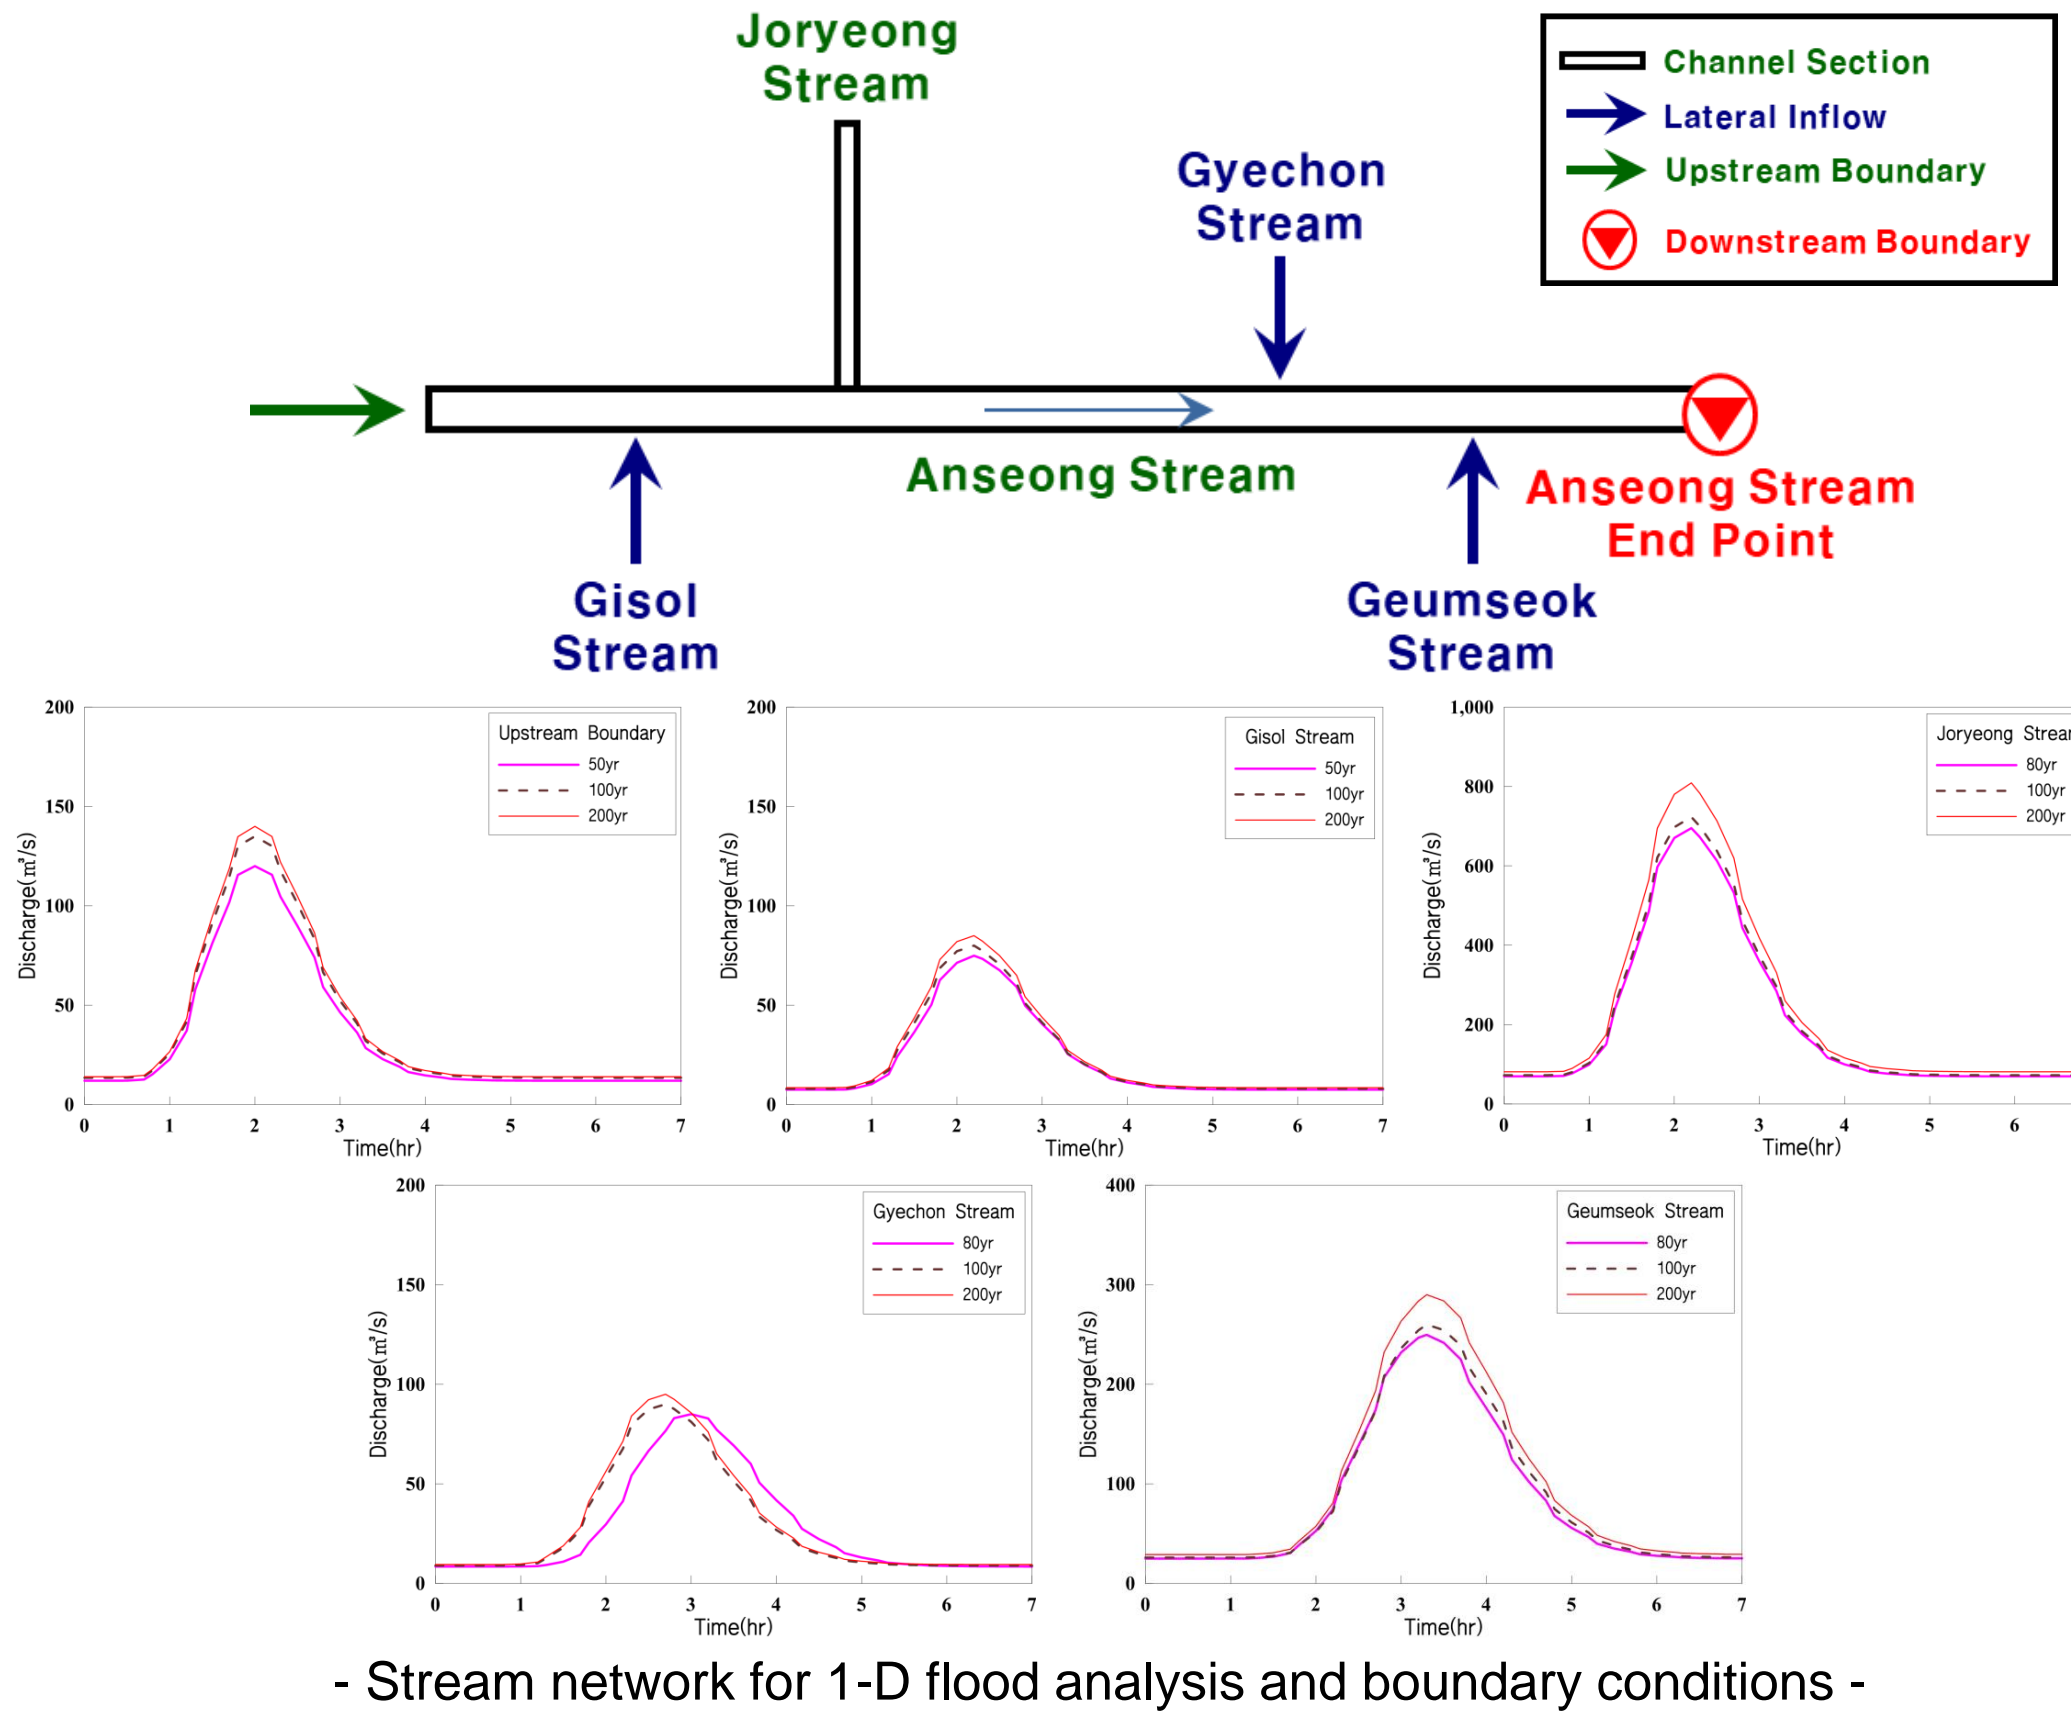 Joryeong
Stream
Channel Section
Lateral Inflow
Upstream Boundary
Downstream Boundary
Gyechon
Stream
Anseong Stream
Anseong Stream
End Point
Gisol
Stream
Geumseok
Stream
200
150
100
50
0
0 1 2 3 4 5 6 7
Discharge(㎥/s)
Time(hr)
Upstream Boundary
50yr
100yr
200yr
200
150
100
50
0
0 1 2 3 4 5 6 7
Discharge(㎥/s)
Time(hr)
Gisol Stream
50yr
100yr
200yr
1,000
800
600
400
200
0
0 1 2 3 4 5 6
Discharge(㎥/s)
Time(hr)
Joryeong Strear
80yr
100yr
200yr
200
150
100
50
0
0 1 2 3 4 5 6 7
Discharge(㎥/s)
Time(hr)
Gyechon Stream
80yr
100yr
200yr
400
300
200
100
0
0 1 2 3 4 5 6 7
Discharge(㎥/s)
Time(hr)
Geumseok Stream
80yr
100yr
200yr
- Stream network for 1-D flood analysis and boundary conditions -